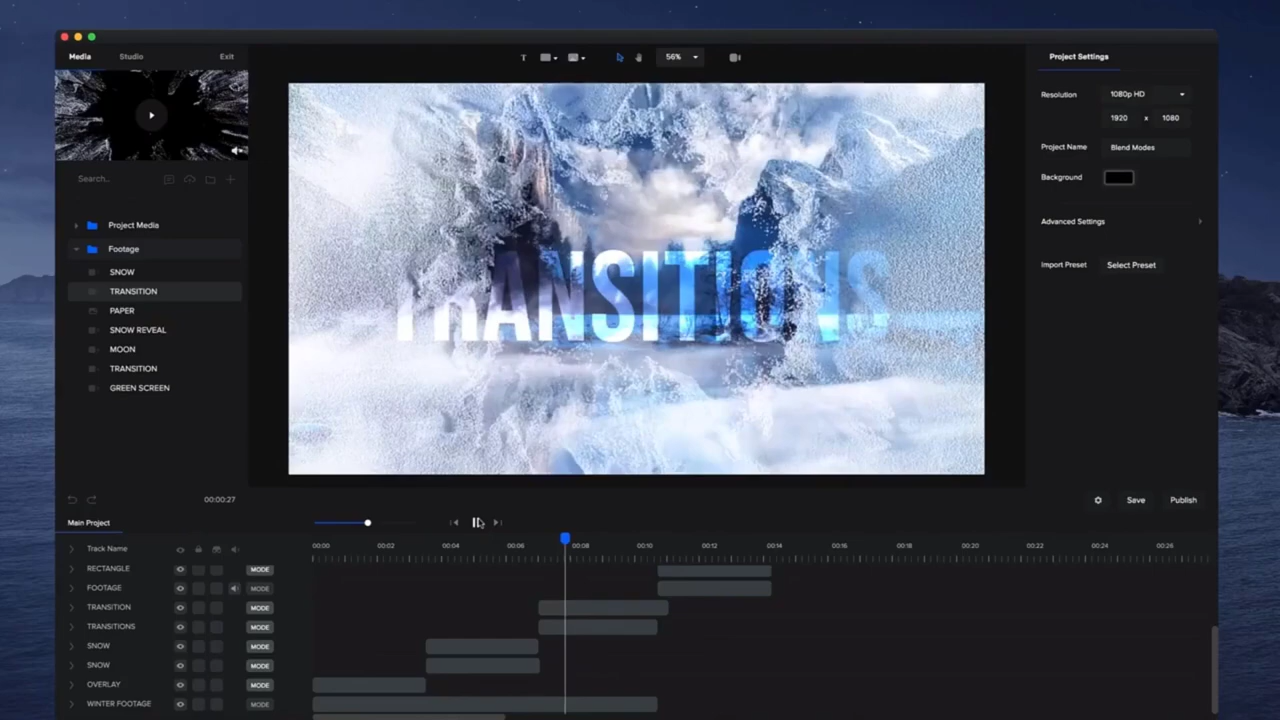 Media Studio Exit
T 56%
Project Settings
Resolution 1080p HD
1920 x 1080
Project Name Blend Modes
Background
Advanced Settings
Import Preset Select Preset
Search...
Project Media
Footage
SNOW
TRANSITION
PAPER
SNOW REVEAL
MOON
TRANSITION
GREEN SCREEN
TRANSITIONS
00:00:27
Save Publish
Main Project
Track Name
00:00 00:02 00:04 00:06 00:08 00:10 00:12 00:14 00:16 00:18 00:20 00:22 00:24 00:26
RECTANGLE MODE
FOOTAGE MODE
TRANSITION MODE
TRANSITIONS MODE
SNOW MODE
SNOW MODE
OVERLAY MODE
WINTER FOOTAGE MODE